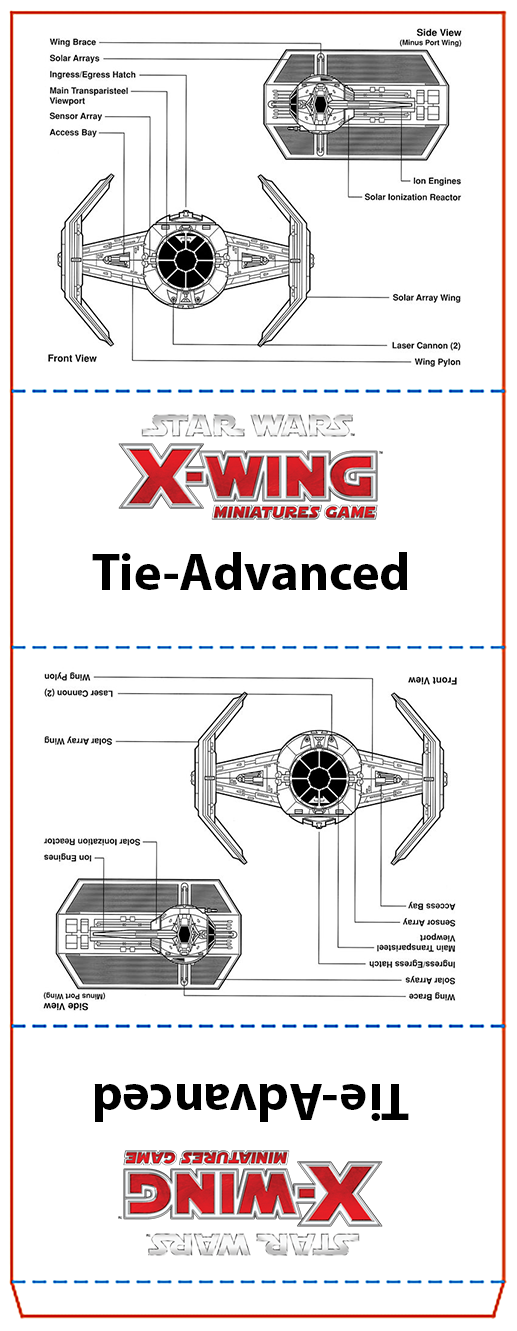 Side View
(Minus Port Wing)
Wing Brace
Solar Arrays
Ingress/Egress Hatch
Main Transparisteel
Viewport
Sensor Array
Access Bay
Ion Engines
Solar Ionization Reactor
Solar Array Wing
Laser Cannon (2)
Front View
Wing Pylon
STAR WARS™
X-WING™
MINIATURES GAME
Tie-Advanced
Wing Pylon
Front View
Laser Cannon (2)
Solar Array Wing
Solar Ionization Reactor
Ion Engines
Access Bay
Sensor Array
Main Transparisteel
Viewport
Ingress/Egress Hatch
Solar Arrays
Wing Brace
Side View
(Minus Port Wing)
Tie-Advanced
STAR WARS™
X-WING™
MINIATURES GAME